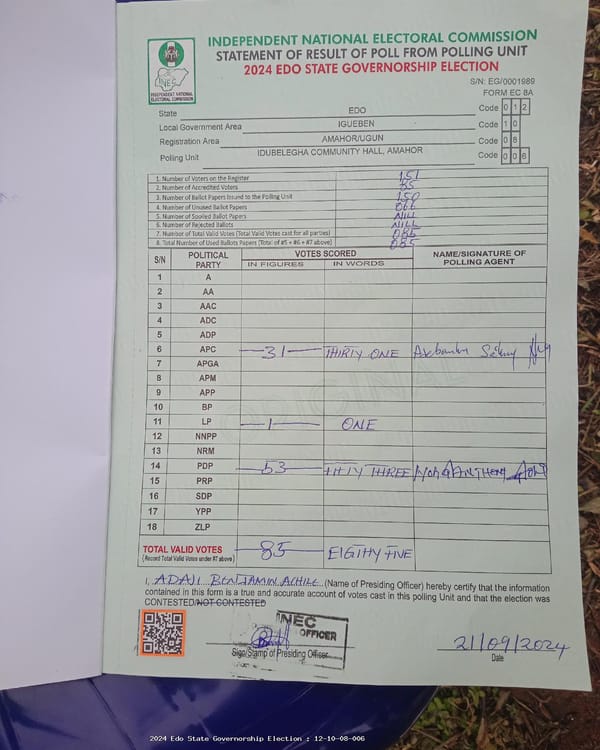 INDEPENDENT NATIONAL ELECTORAL COMMISSION
STATEMENT OF RESULT OF POLL FROM POLLING UNIT
2024 EDO STATE GOVERNORSHIP ELECTION
INEC
INDEPENDENT NATIONAL ELECTORAL COMMISSION
S/N: EG/0001989
FORM EC 8A
State EDO Code 0 1 2
Local Government Area IGUEBEN Code 1 0
Registration Area AMAHOR/UGUN Code 0 8
Polling Unit IDUBELEGHA COMMUNITY HALL, AMAHOR Code 0 0 6
1. Number of Voters on the Register 151
2. Number of Accredited Voters 85
3. Number of Ballot Papers Issued to the Polling Unit 150
4. Number of Unused Ballot Papers
5. Number of Spoiled Ballot Papers NILL
6. Number of Rejected Ballots NILL
7. Number of Total Valid Votes (Total Valid Votes cast for all parties) 085
8. Total Number of Used Ballots Papers (Total of #5 + #6 + #7 above) 085
S/N POLITICAL PARTY VOTES SCORED IN FIGURES IN WORDS NAME/SIGNATURE OF POLLING AGENT
1 A
2 AA
3 AAC
4 ADC
5 ADP
6 APC 31 THIRTY ONE
7 APGA
8 APM
9 APP
10 BP
11 LP 1 ONE
12 NNPP
13 NRM
14 PDP 53 FIFTY THREE
15 PRP
16 SDP
17 YPP
18 ZLP
TOTAL VALID VOTES 85 EIGHTY FIVE
(Record Total Valid Votes under #7 above)
I, ADAJI BENJAMIN ACHILE (Name of Presiding Officer) hereby certify that the information
contained in this form is a true and accurate account of votes cast in this polling Unit and that the election was
CONTESTED/NOT CONTESTED
INEC
OFFICER
Sign/Stamp of Presiding Officer
21/09/2024
Date
2024 Edo State Governorship Election : 12-10-08-006